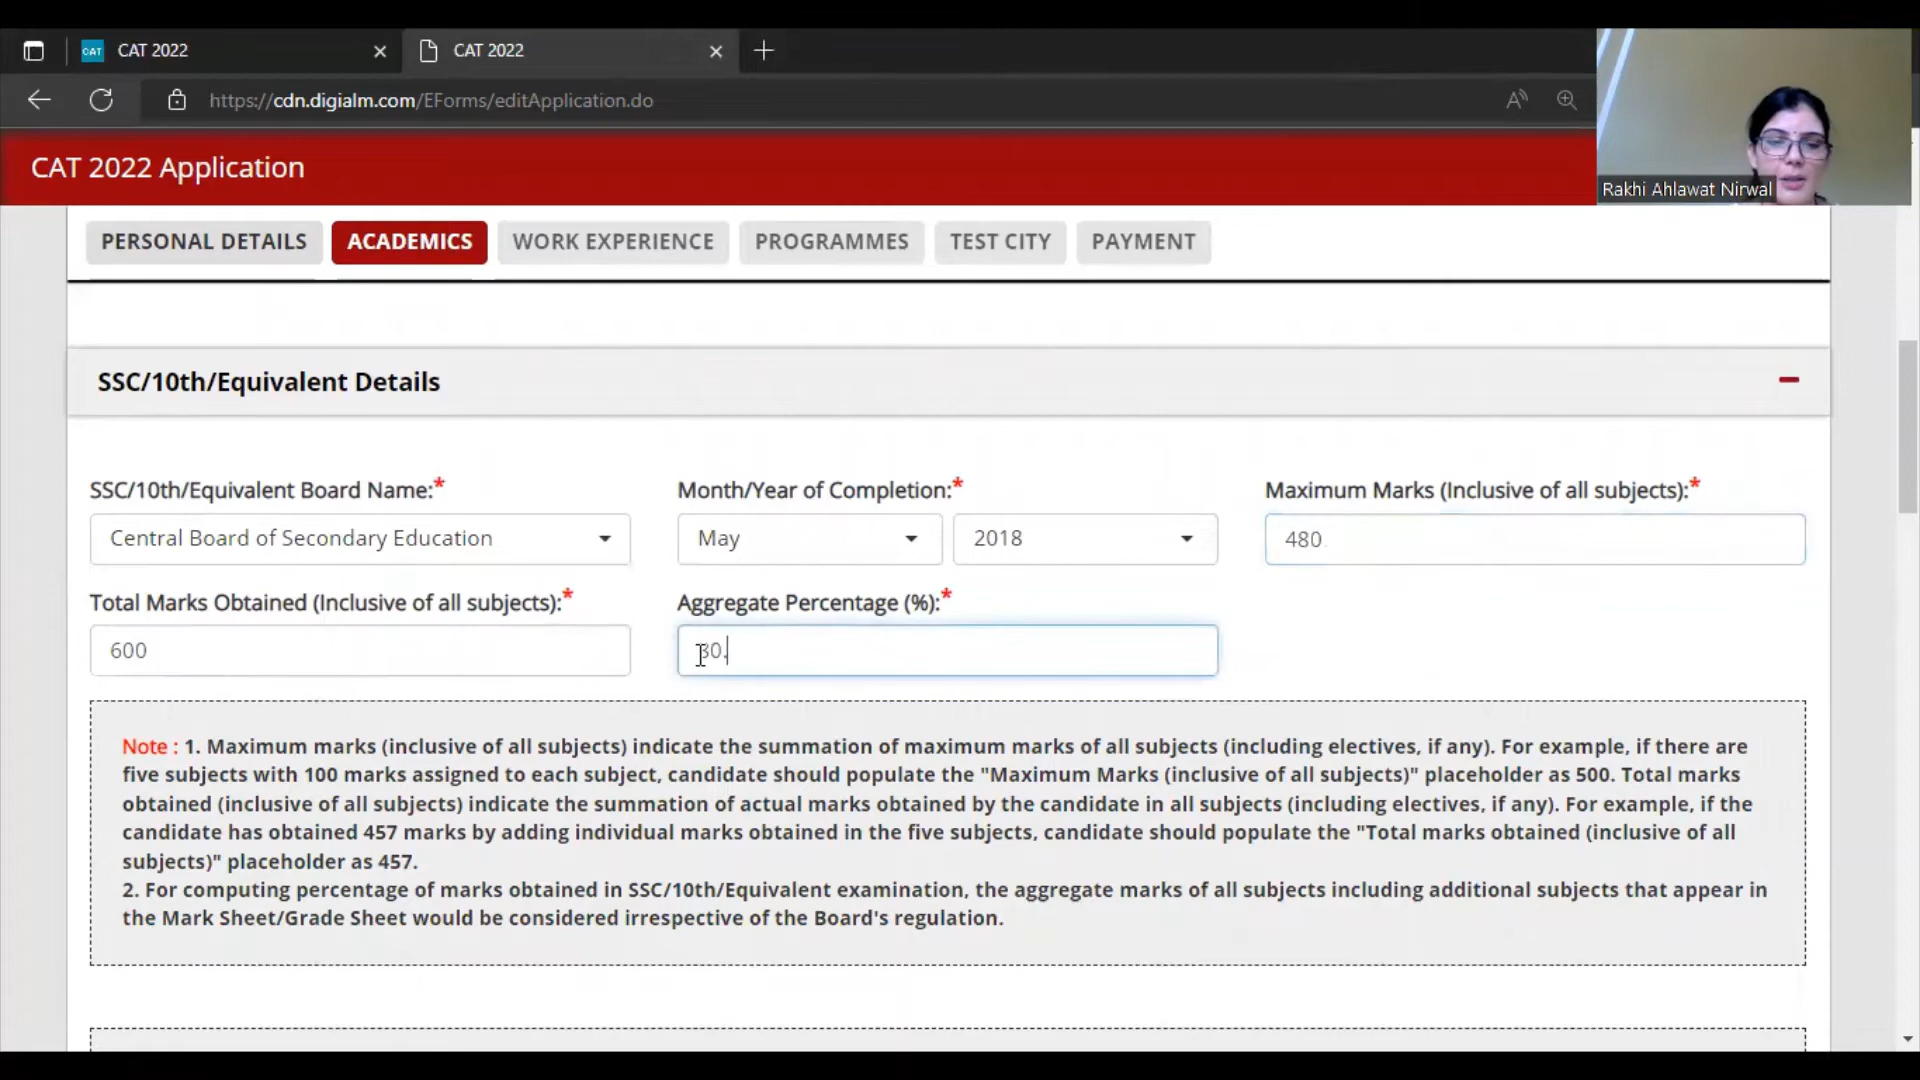 CAT CAT 2022
CAT 2022
https://cdn.digialm.com/EForms/editApplication.do
CAT 2022 Application
Rakhi Ahlawat Nirwal
PERSONAL DETAILS ACADEMICS WORK EXPERIENCE PROGRAMMES TEST CITY PAYMENT
SSC/10th/Equivalent Details
SSC/10th/Equivalent Board Name:* Month/Year of Completion:* Maximum Marks (Inclusive of all subjects):*
Central Board of Secondary Education May 2018 480
Total Marks Obtained (Inclusive of all subjects):* Aggregate Percentage (%):*
600
Note : 1. Maximum marks (inclusive of all subjects) indicate the summation of maximum marks of all subjects (including electives, if any). For example, if there are
five subjects with 100 marks assigned to each subject, candidate should populate the "Maximum Marks (inclusive of all subjects)" placeholder as 500. Total marks
obtained (inclusive of all subjects) indicate the summation of actual marks obtained by the candidate in all subjects (including electives, if any). For example, if the
candidate has obtained 457 marks by adding individual marks obtained in the five subjects, candidate should populate the "Total marks obtained (inclusive of all
subjects)" placeholder as 457.
2. For computing percentage of marks obtained in SSC/10th/Equivalent examination, the aggregate marks of all subjects including additional subjects that appear in
the Mark Sheet/Grade Sheet would be considered irrespective of the Board's regulation.